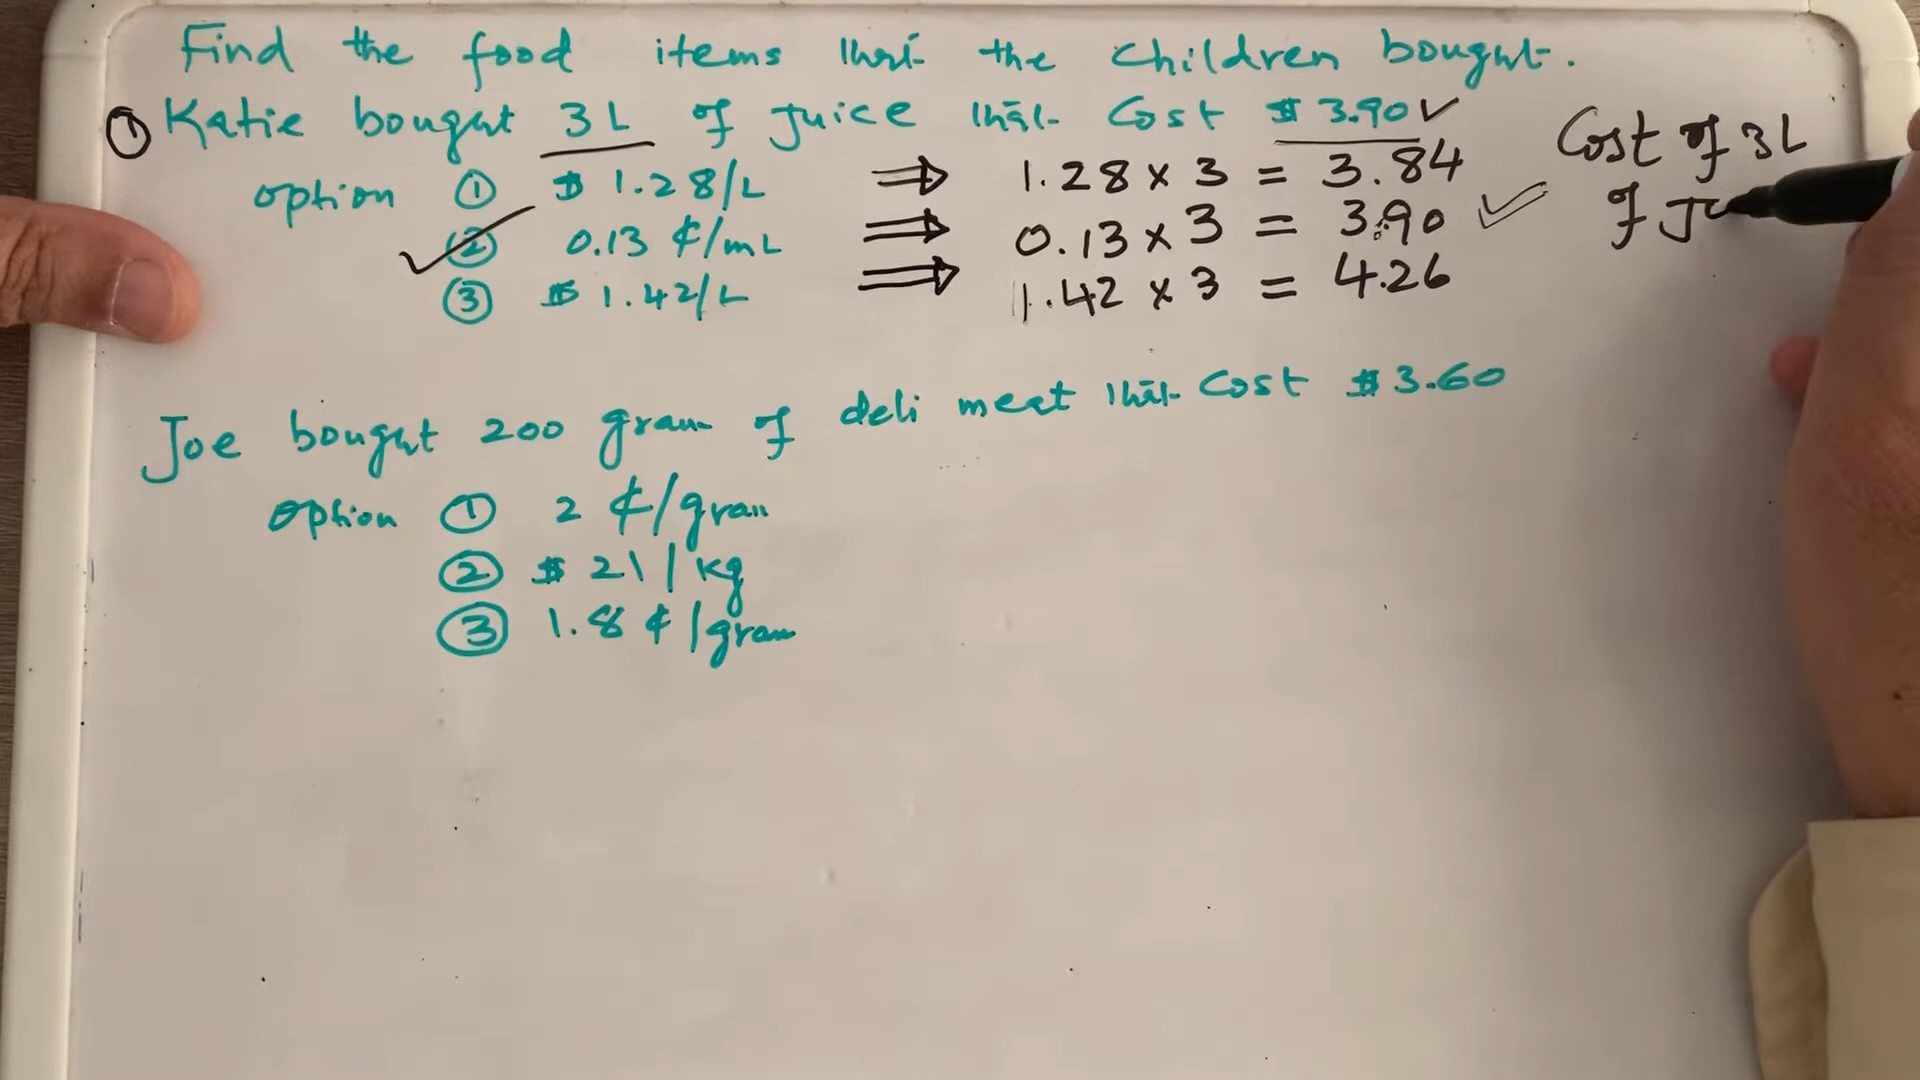 Find the food items that the children bought.
① Katie bought 3L of Juice that cost $3.90 ✓
option ① $ 1.28/L ⇒ 1.28 x 3 = 3.84
✓ ② 0.13 ¢/mL ⇒ 0.13 x 3 = 3.90 ✓
③ $ 1.42/L ⇒ 1.42 x 3 = 4.26
Cost of 3L
of Ju
Joe bought 200 gram of deli meat that cost $3.60
option ① 2 ¢/gram
② $ 21/kg
③ 1.8 ¢/gram